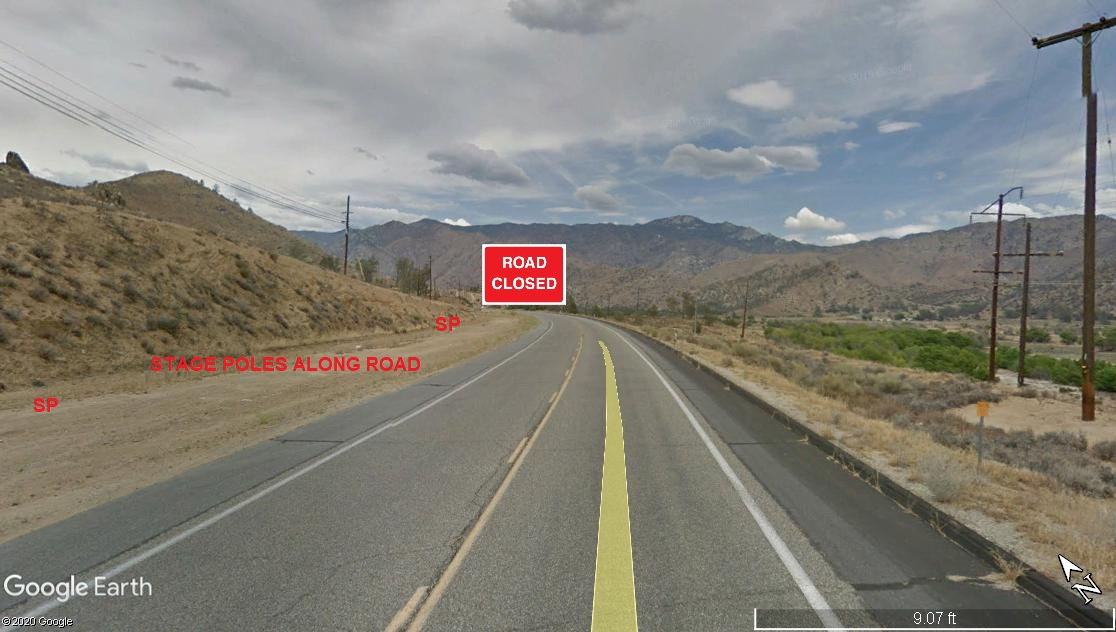 ROAD
CLOSED
SP
STAGE POLES ALONG ROAD
SP
Google Earth
©2020 Google
N
9.07 ft